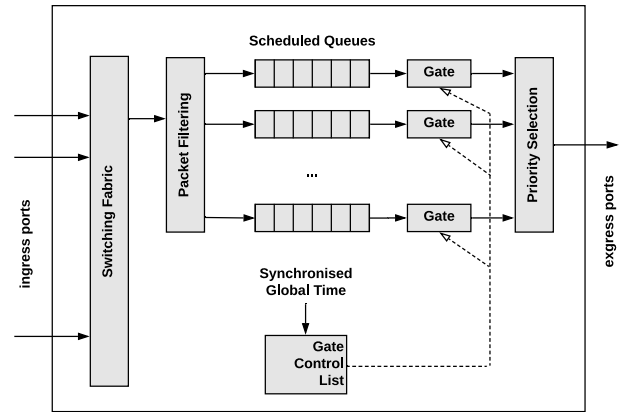 Scheduled Queues
Gate
Gate
...
Gate
ingress ports
Switching Fabric
Packet Filtering
Priority Selection
exgress ports
Synchronised
Global Time
Gate
Control
List